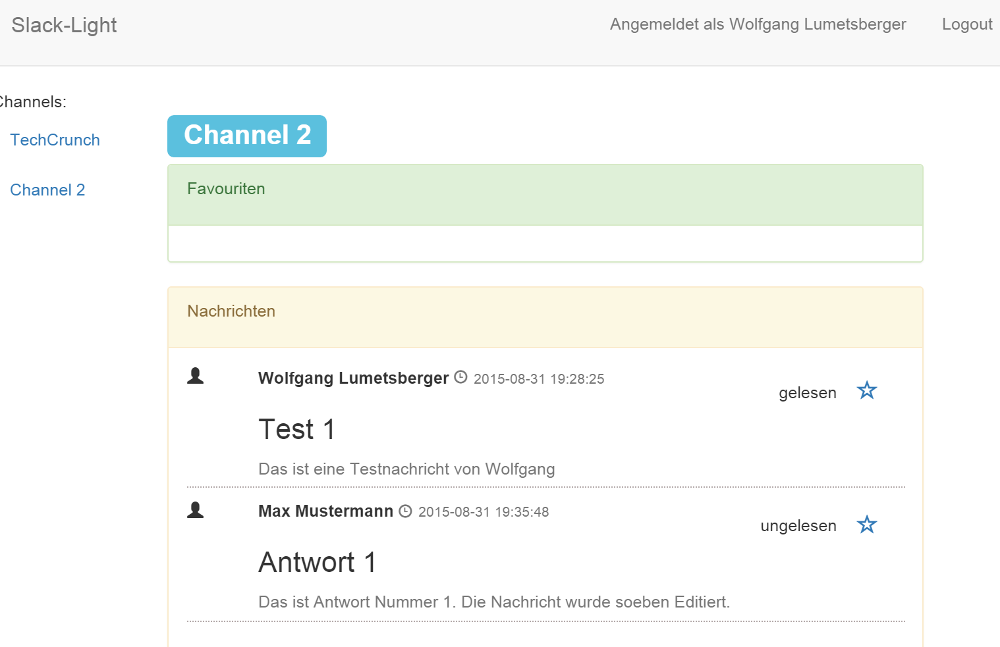 Slack-Light
Angemeldet als Wolfgang Lumetsberger
Logout
Channels:
TechCrunch
Channel 2
Channel 2
Favouriten
Nachrichten
Wolfgang Lumetsberger 2015-08-31 19:28:25
gelesen
Test 1
Das ist eine Testnachricht von Wolfgang
Max Mustermann 2015-08-31 19:35:48
ungelesen
Antwort 1
Das ist Antwort Nummer 1. Die Nachricht wurde soeben Editiert.